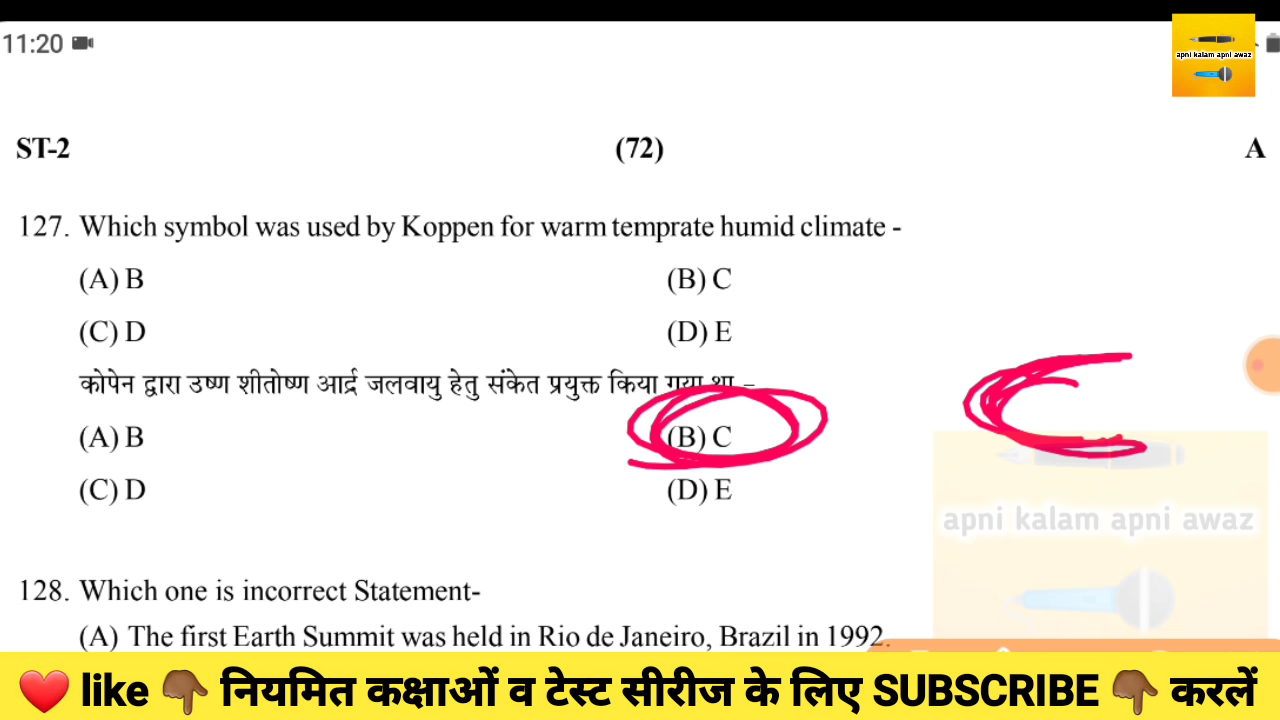 11:20
apni kalam apni awaz
ST-2 (72) A
127. Which symbol was used by Koppen for warm temprate humid climate -
(A) B (B) C
(C) D (D) E
कोपेन द्वारा उष्ण शीतोष्ण आर्द्र जलवायु हेतु संकेत प्रयुक्त किया गया था -
(A) B (B) C
C
(C) D (D) E
apni kalam apni awaz
128. Which one is incorrect Statement-
(A) The first Earth Summit was held in Rio de Janeiro, Brazil in 1992.
❤️ like 👇🏾 नियमित कक्षाओं व टेस्ट सीरीज के लिए SUBSCRIBE 👇🏾 करलें